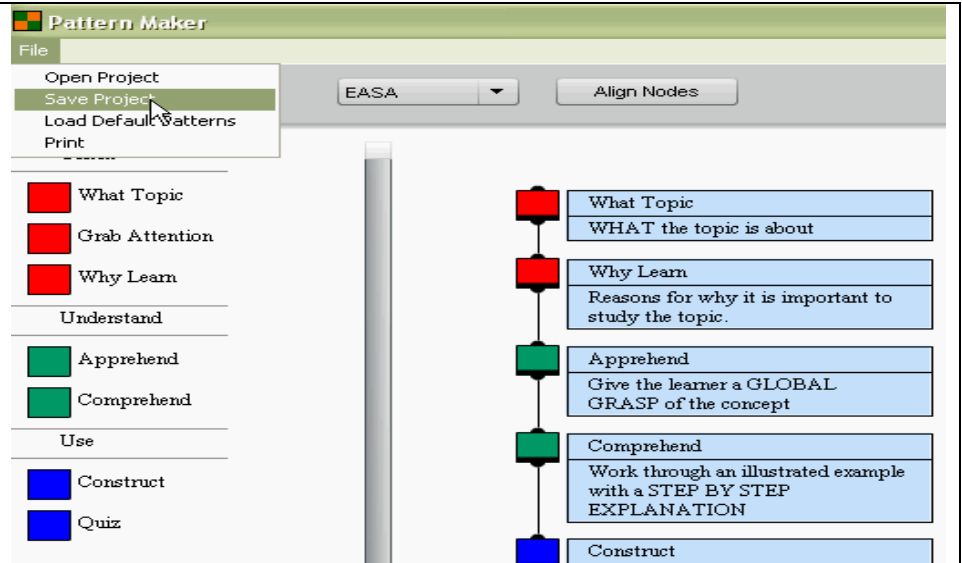 Pattern Maker
File
Open Project
Save Project
Load Default Patterns
Print
EASA
Align Nodes
What Topic
Grab Attention
Why Learn
Understand
Apprehend
Comprehend
Use
Construct
Quiz
What Topic
WHAT the topic is about
Why Learn
Reasons for why it is important to
study the topic.
Apprehend
Give the learner a GLOBAL
GRASP of the concept
Comprehend
Work through an illustrated example
with a STEP BY STEP
EXPLANATION
Construct